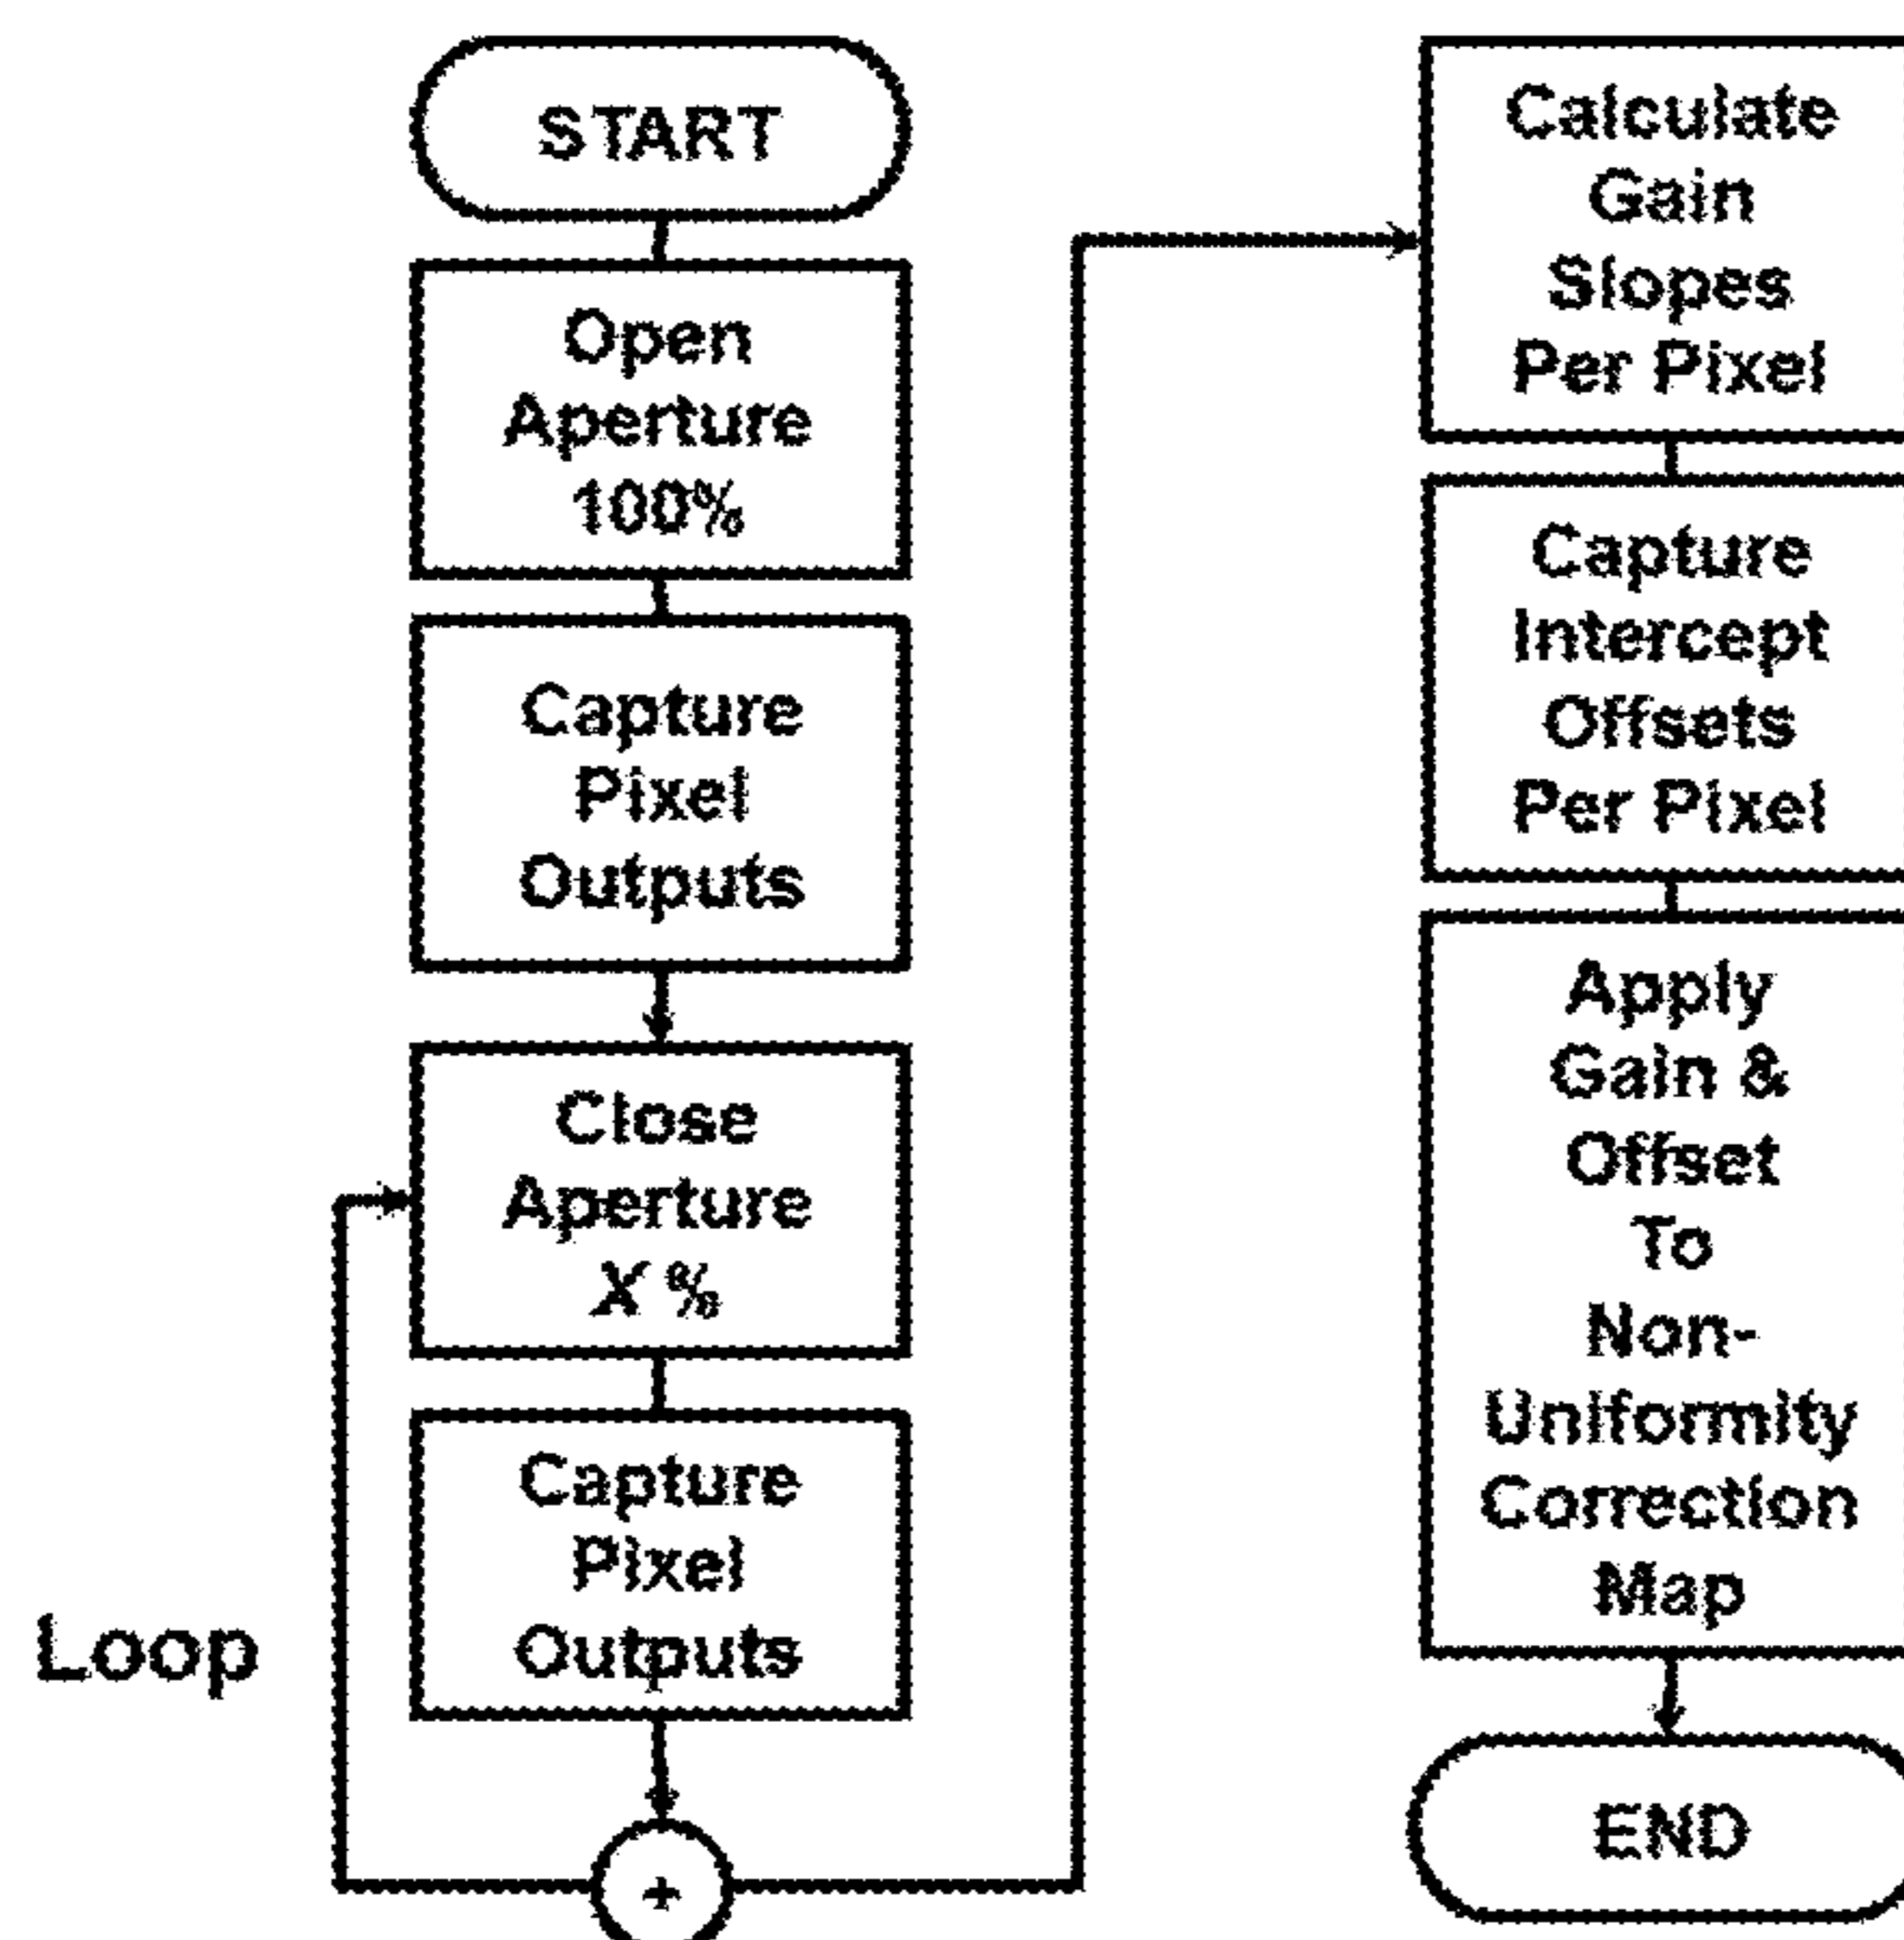 START
Open
Aperture
100%
Capture
Pixel
Outputs
Close
Aperture
X %
Capture
Pixel
Outputs
Loop
+
Calculate
Gain
Slopes
Per Pixel
Capture
Intercept
Offsets
Per Pixel
Apply
Gain &
Offset
To
Non-
Uniformity
Correction
Map
END